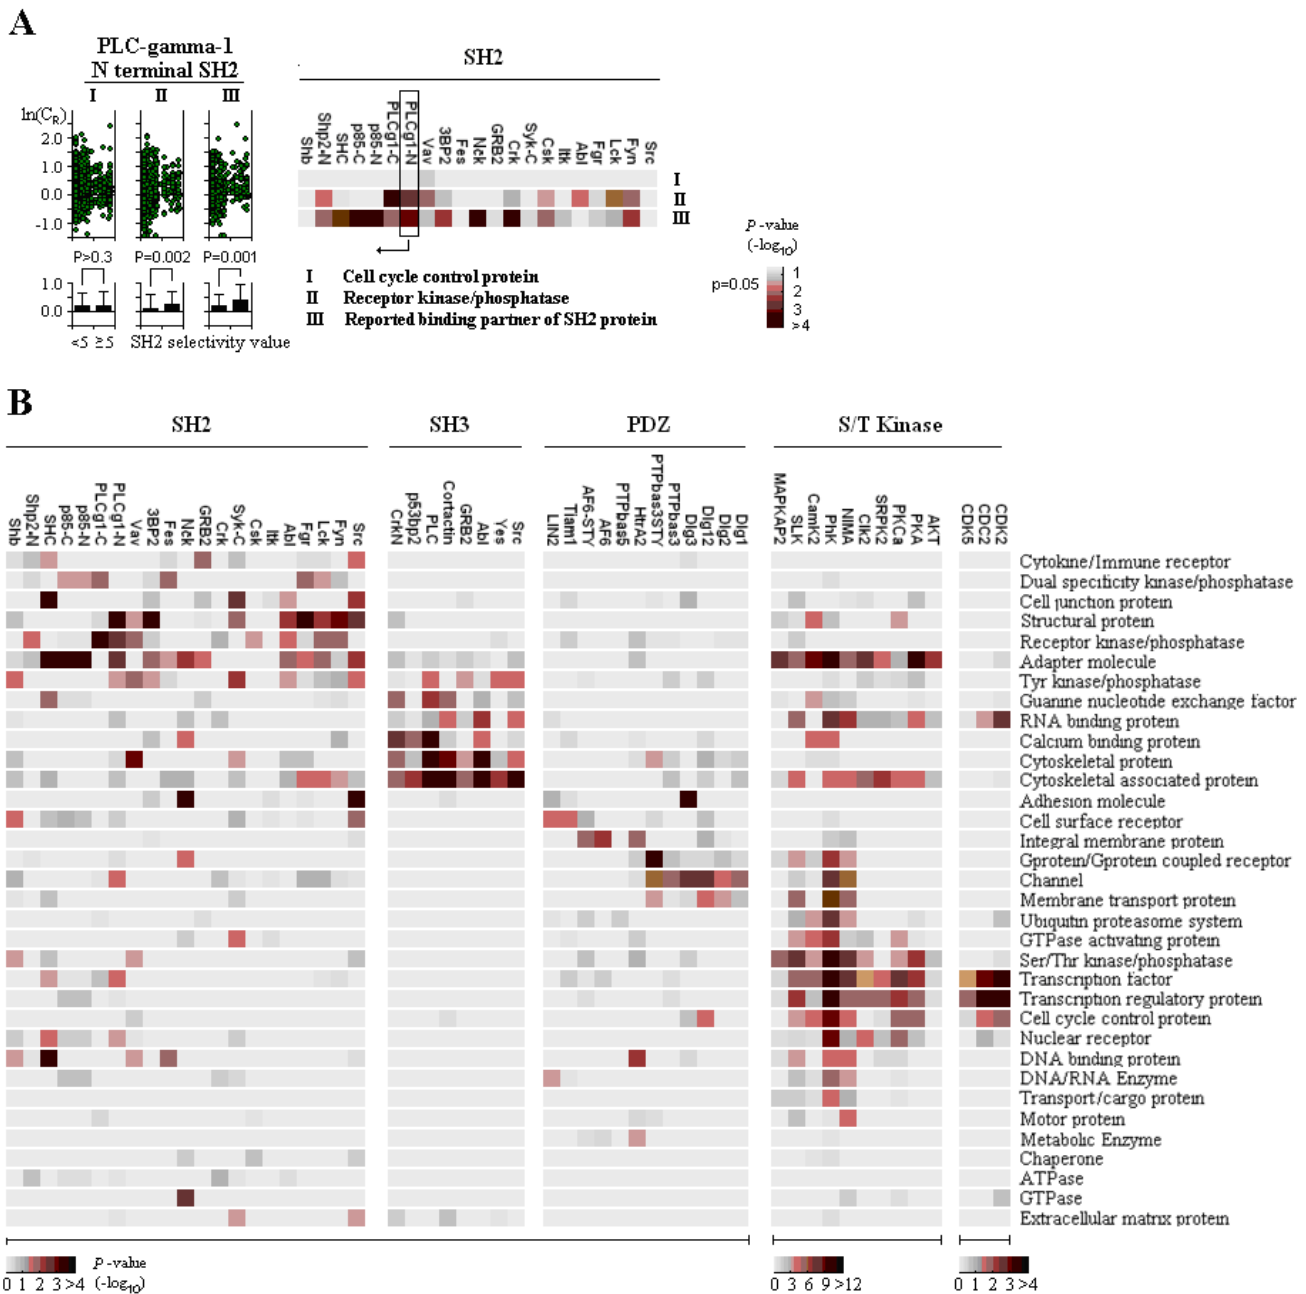 A
PLC-gamma-1
N terminal SH2
I II III
ln(C_R)
2.0
1.0
0.0
-1.0
P>0.3 P=0.002 P=0.001
1.0
0.0
<5 ≥5 SH2 selectivity value
SH2
Shb Shp2-N SHC p85-C p85-N PLCg1-C PLCg1-N Vav 3BP2 Fes Nck GRB2 Crk Syk-C Csk Itk Abl Fgr Lck Fyn Src
I
II
III
I Cell cycle control protein
II Receptor kinase/phosphatase
III Reported binding partner of SH2 protein
P -value
(-log10)
p=0.05
1
2
3
>4
B
SH2 SH3 PDZ S/T Kinase
Shb Shp2-N SHC p85-C p85-N PLCg1-C PLCg1-N Vav 3BP2 Fes Nck GRB2 Crk Syk-C Csk Itk Abl Fgr Lck Fyn Src
CrkN p53bp2 PLC Cortactin GRB2 Abl Yes Src
LIN2 Tiam1 AF6-STY AF6 PTPbas5 HtrA2 PTPbas3STY PTPbas3 Dlg3 Dlg12 Dlg2 Dlg1
MAPKAP2 SLK CamK2 PhK NIMA Clk2 SRPK2 PKCa PKA AKT
CDK5 CDC2 CDK2
Cytokine/Immune receptor
Dual specificity kinase/phosphatase
Cell junction protein
Structural protein
Receptor kinase/phosphatase
Adapter molecule
Tyr kinase/phosphatase
Guanine nucleotide exchange factor
RNA binding protein
Calcium binding protein
Cytoskeletal protein
Cytoskeletal associated protein
Adhesion molecule
Cell surface receptor
Integral membrane protein
Gprotein/Gprotein coupled receptor
Channel
Membrane transport protein
Ubiquitin proteasome system
GTPase activating protein
Ser/Thr kinase/phosphatase
Transcription factor
Transcription regulatory protein
Cell cycle control protein
Nuclear receptor
DNA binding protein
DNA/RNA Enzyme
Transport/cargo protein
Motor protein
Metabolic Enzyme
Chaperone
ATPase
GTPase
Extracellular matrix protein
P -value
(-log10)
0 1 2 3 >4
0 3 6 9 >12
0 1 2 3 >4